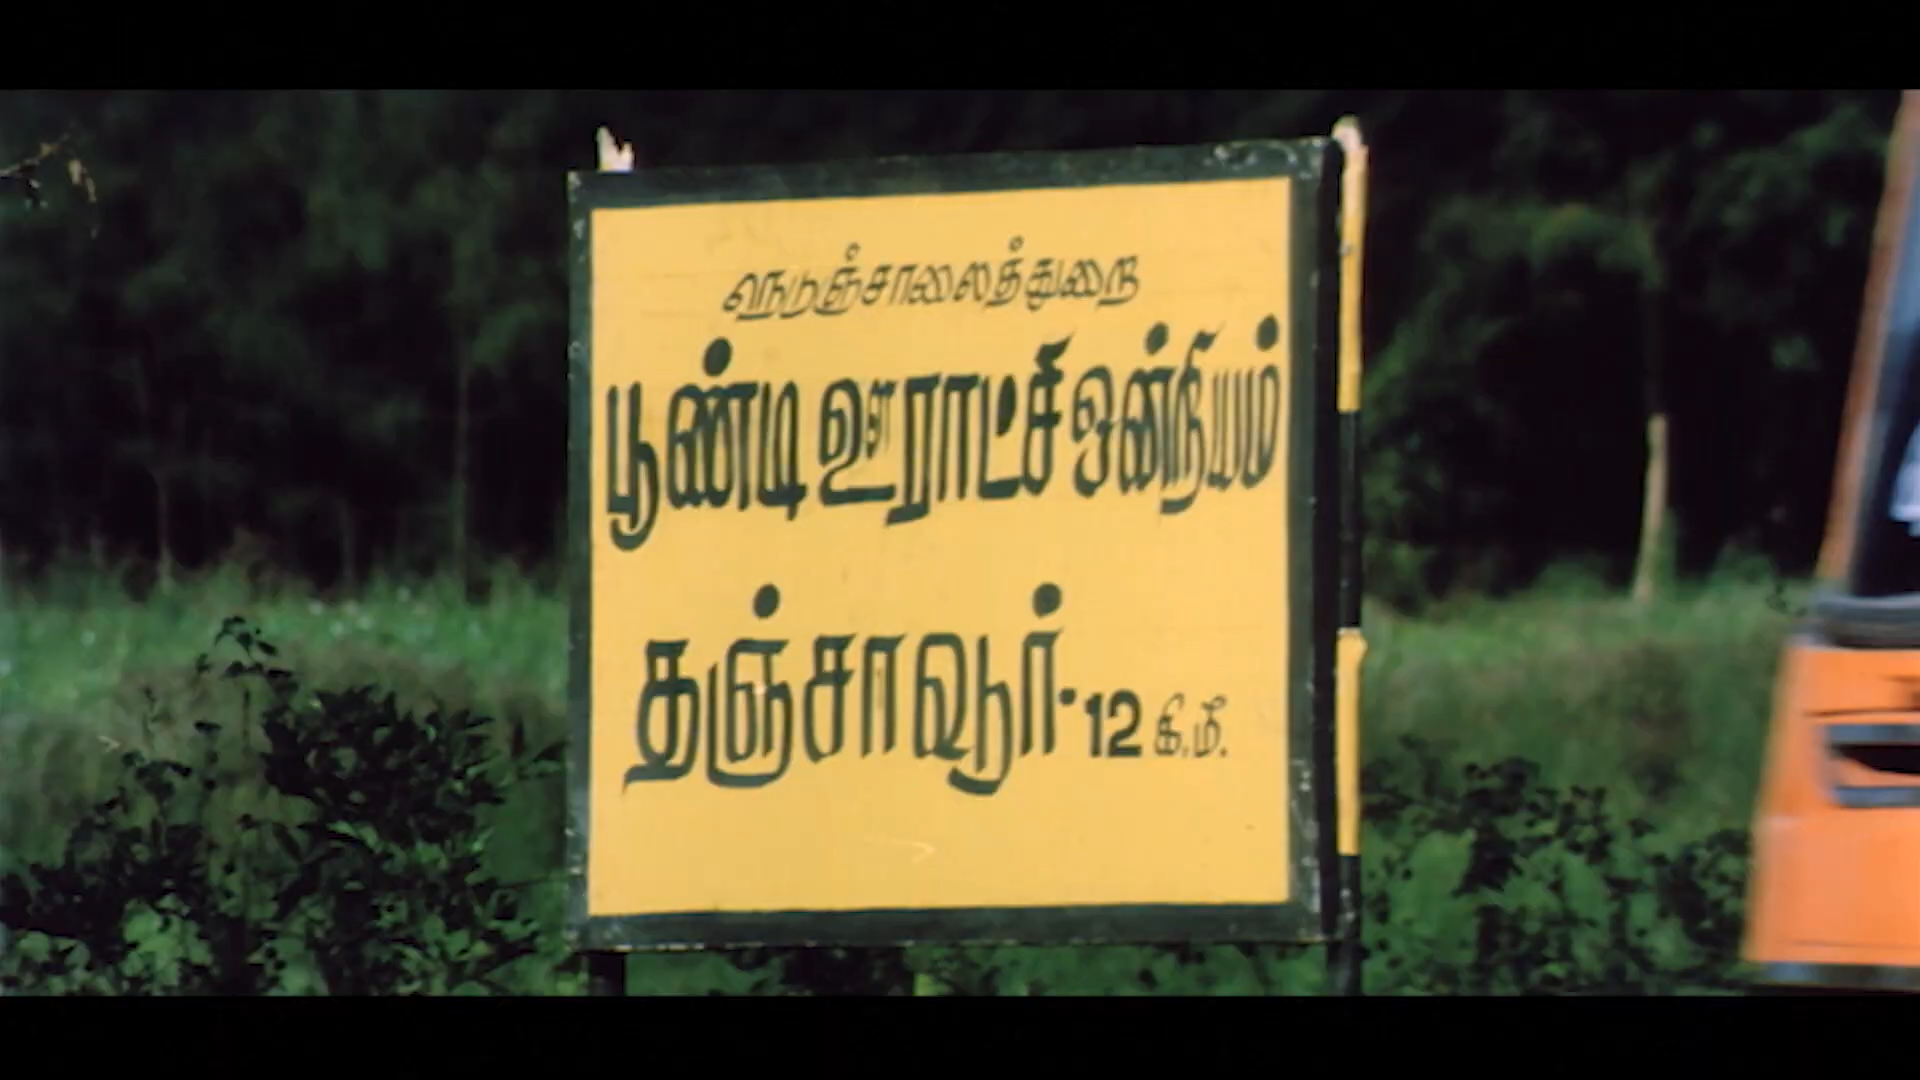 நெடுஞ்சாலைத்துறை
பூண்டி ஊராட்சி ஒன்றியம்
தஞ்சாவூர்-12 கி.மீ.